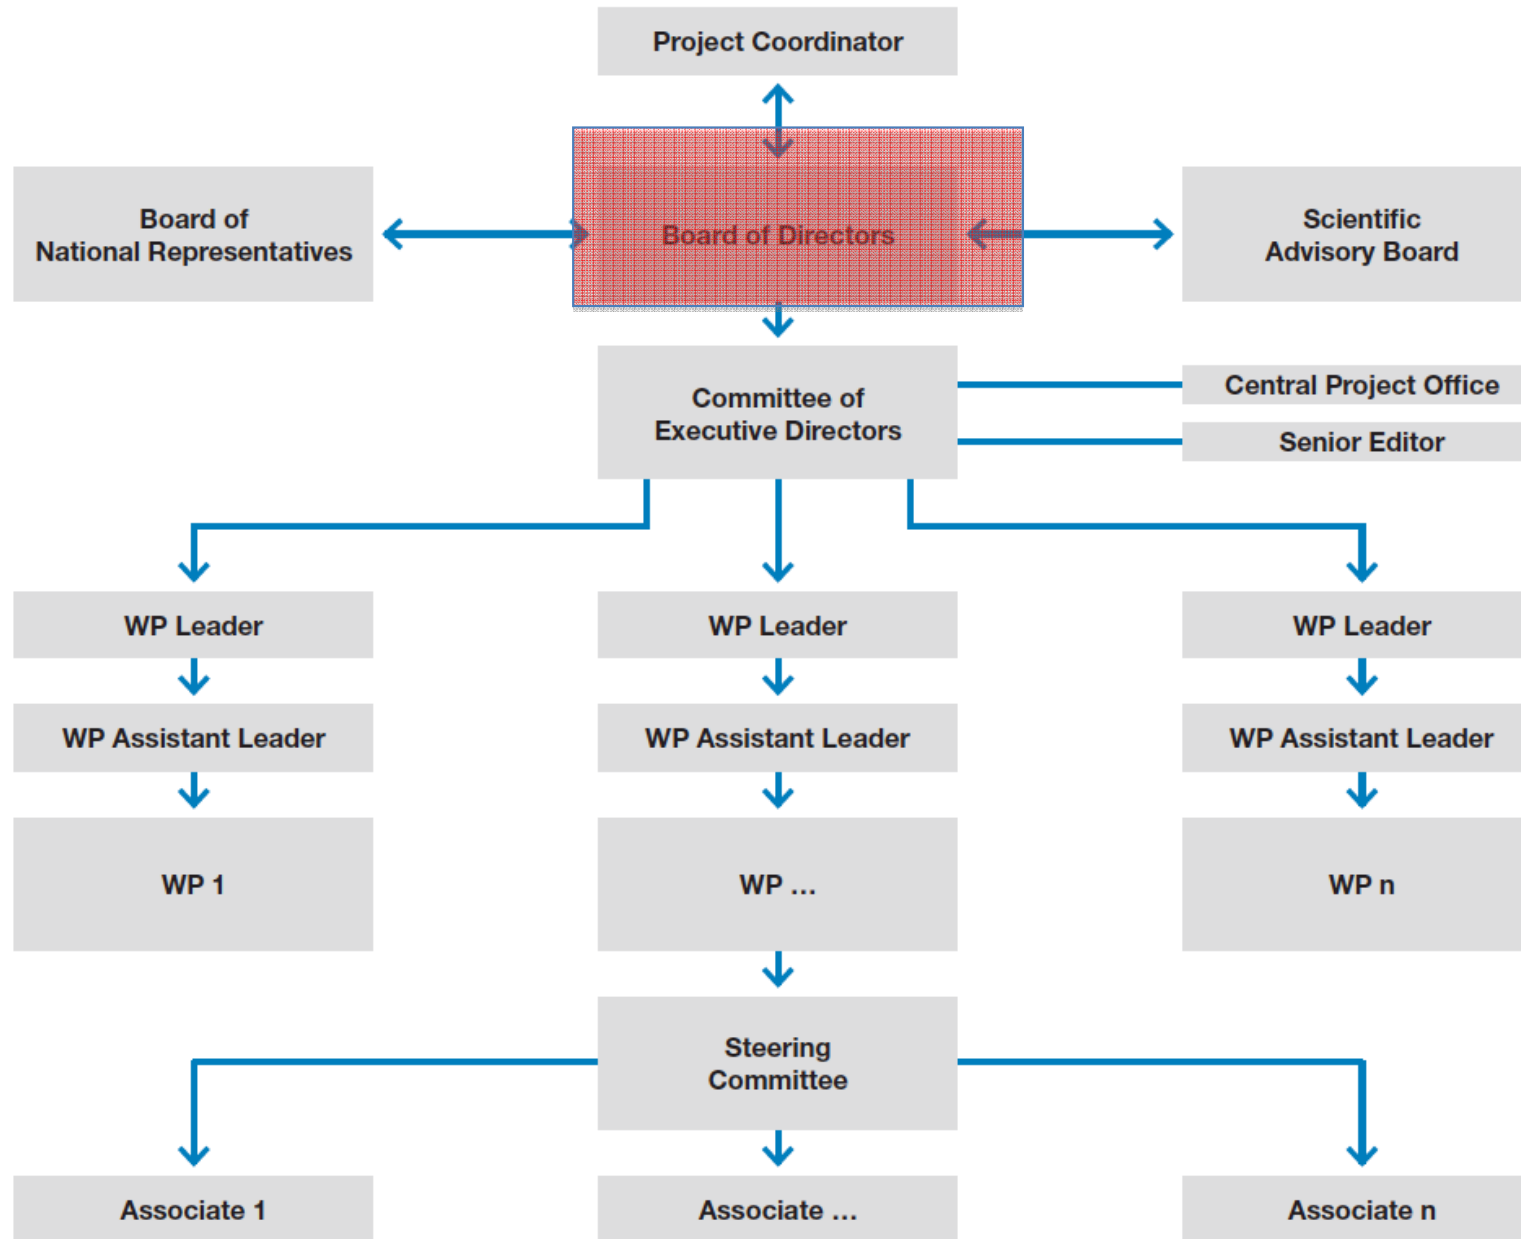 Project Coordinator
Board of
National Representatives
Board of Directors
Scientific
Advisory Board
Committee of
Executive Directors
Central Project Office
Senior Editor
WP Leader
WP Leader
WP Leader
WP Assistant Leader
WP Assistant Leader
WP Assistant Leader
WP 1
WP ...
WP n
Steering
Committee
Associate 1
Associate ...
Associate n